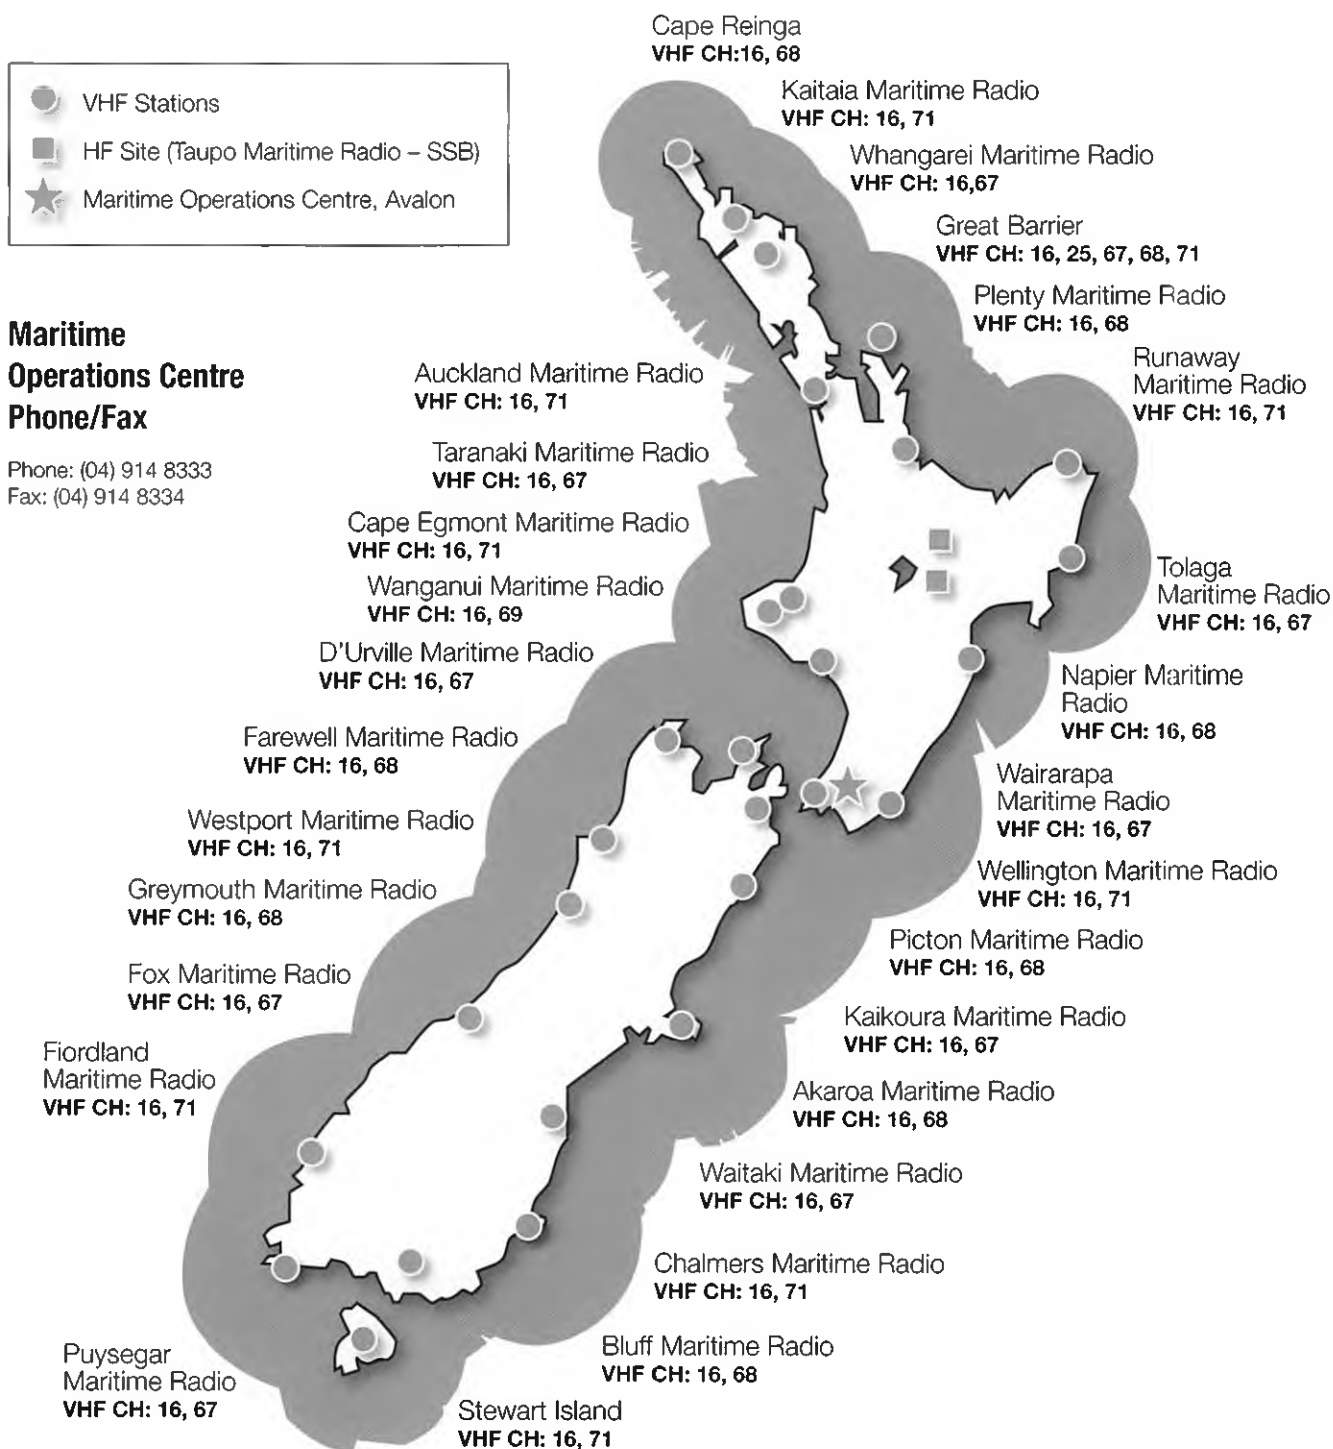 Cape Reinga
VHF CH:16, 68
VHF Stations
HF Site (Taupo Maritime Radio – SSB)
Maritime Operations Centre, Avalon
Kaitaia Maritime Radio
VHF CH: 16, 71
Whangarei Maritime Radio
VHF CH: 16,67
Great Barrier
VHF CH: 16, 25, 67, 68, 71
Plenty Maritime Radio
VHF CH: 16, 68
Runaway
Maritime Radio
VHF CH: 16, 71
Maritime
Operations Centre
Phone/Fax
Phone: (04) 914 8333
Fax: (04) 914 8334
Auckland Maritime Radio
VHF CH: 16, 71
Taranaki Maritime Radio
VHF CH: 16, 67
Cape Egmont Maritime Radio
VHF CH: 16, 71
Wanganui Maritime Radio
VHF CH: 16, 69
D'Urville Maritime Radio
VHF CH: 16, 67
Farewell Maritime Radio
VHF CH: 16, 68
Westport Maritime Radio
VHF CH: 16, 71
Greymouth Maritime Radio
VHF CH: 16, 68
Fox Maritime Radio
VHF CH: 16, 67
Fiordland
Maritime Radio
VHF CH: 16, 71
Tolaga
Maritime Radio
VHF CH: 16, 67
Napier Maritime
Radio
VHF CH: 16, 68
Wairarapa
Maritime Radio
VHF CH: 16, 67
Wellington Maritime Radio
VHF CH: 16, 71
Picton Maritime Radio
VHF CH: 16, 68
Kaikoura Maritime Radio
VHF CH: 16, 67
Akaroa Maritime Radio
VHF CH: 16, 68
Waitaki Maritime Radio
VHF CH: 16, 67
Chalmers Maritime Radio
VHF CH: 16, 71
Bluff Maritime Radio
VHF CH: 16, 68
Puysegar
Maritime Radio
VHF CH: 16, 67
Stewart Island
VHF CH: 16, 71